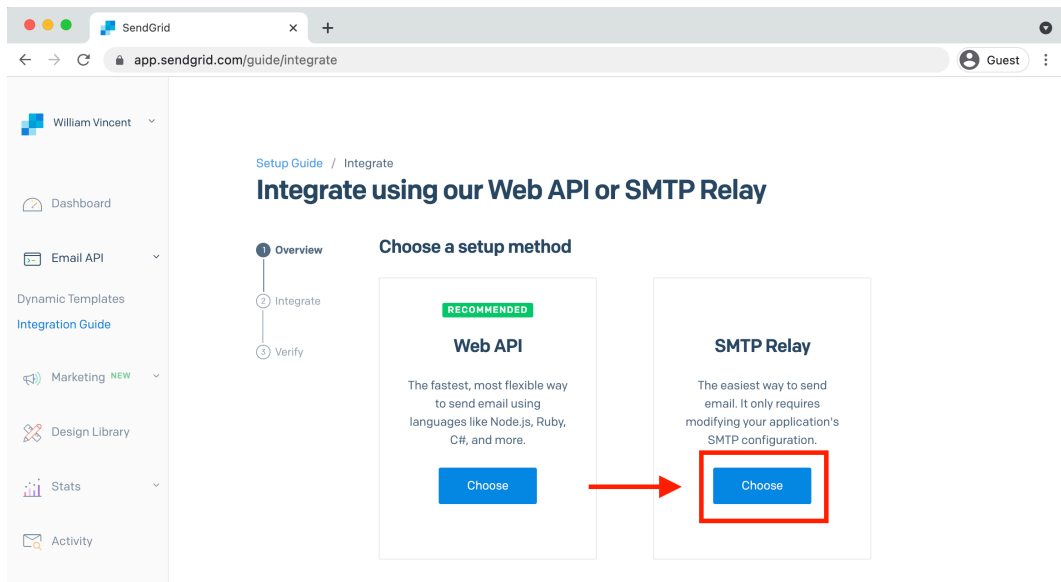 SendGrid
app.sendgrid.com/guide/integrate
Guest
William Vincent
Dashboard
Email API
Dynamic Templates
Integration Guide
Marketing NEW
Design Library
Stats
Activity
Setup Guide / Integrate
Integrate using our Web API or SMTP Relay
1 Overview
2 Integrate
3 Verify
Choose a setup method
RECOMMENDED
Web API
The fastest, most flexible way
to send email using
languages like Node.js, Ruby,
C#, and more.
Choose
SMTP Relay
The easiest way to send
email. It only requires
modifying your application's
SMTP configuration.
Choose